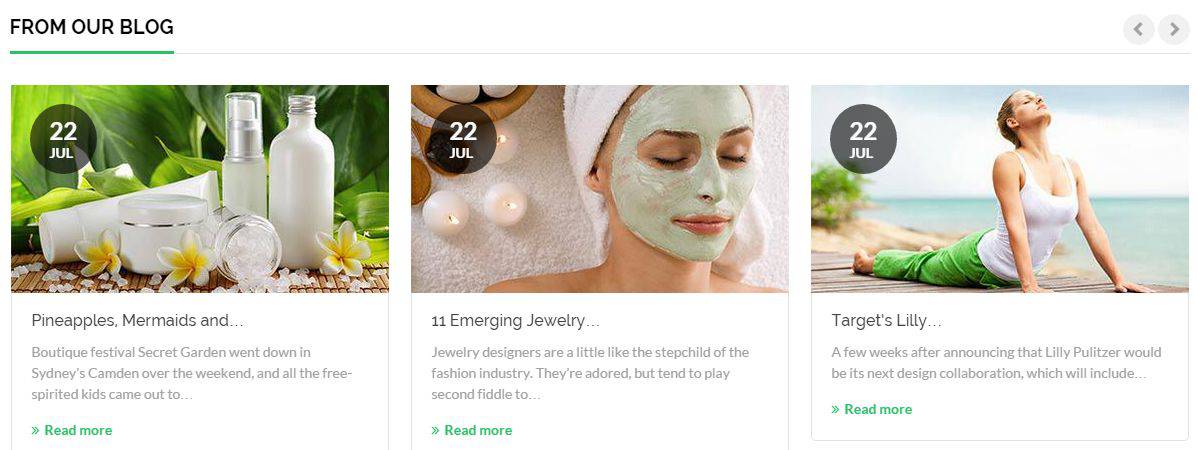 FROM OUR BLOG
22
JUL
Pineapples, Mermaids and...
Boutique festival Secret Garden went down in
Sydney's Camden over the weekend, and all the free-
spirited kids came out to...
» Read more
22
JUL
11 Emerging Jewelry...
Jewelry designers are a little like the stepchild of the
fashion industry. They're adored, but tend to play
second fiddle to...
» Read more
22
JUL
Target's Lilly...
A few weeks after announcing that Lilly Pulitzer would
be its next design collaboration, which will include...
» Read more